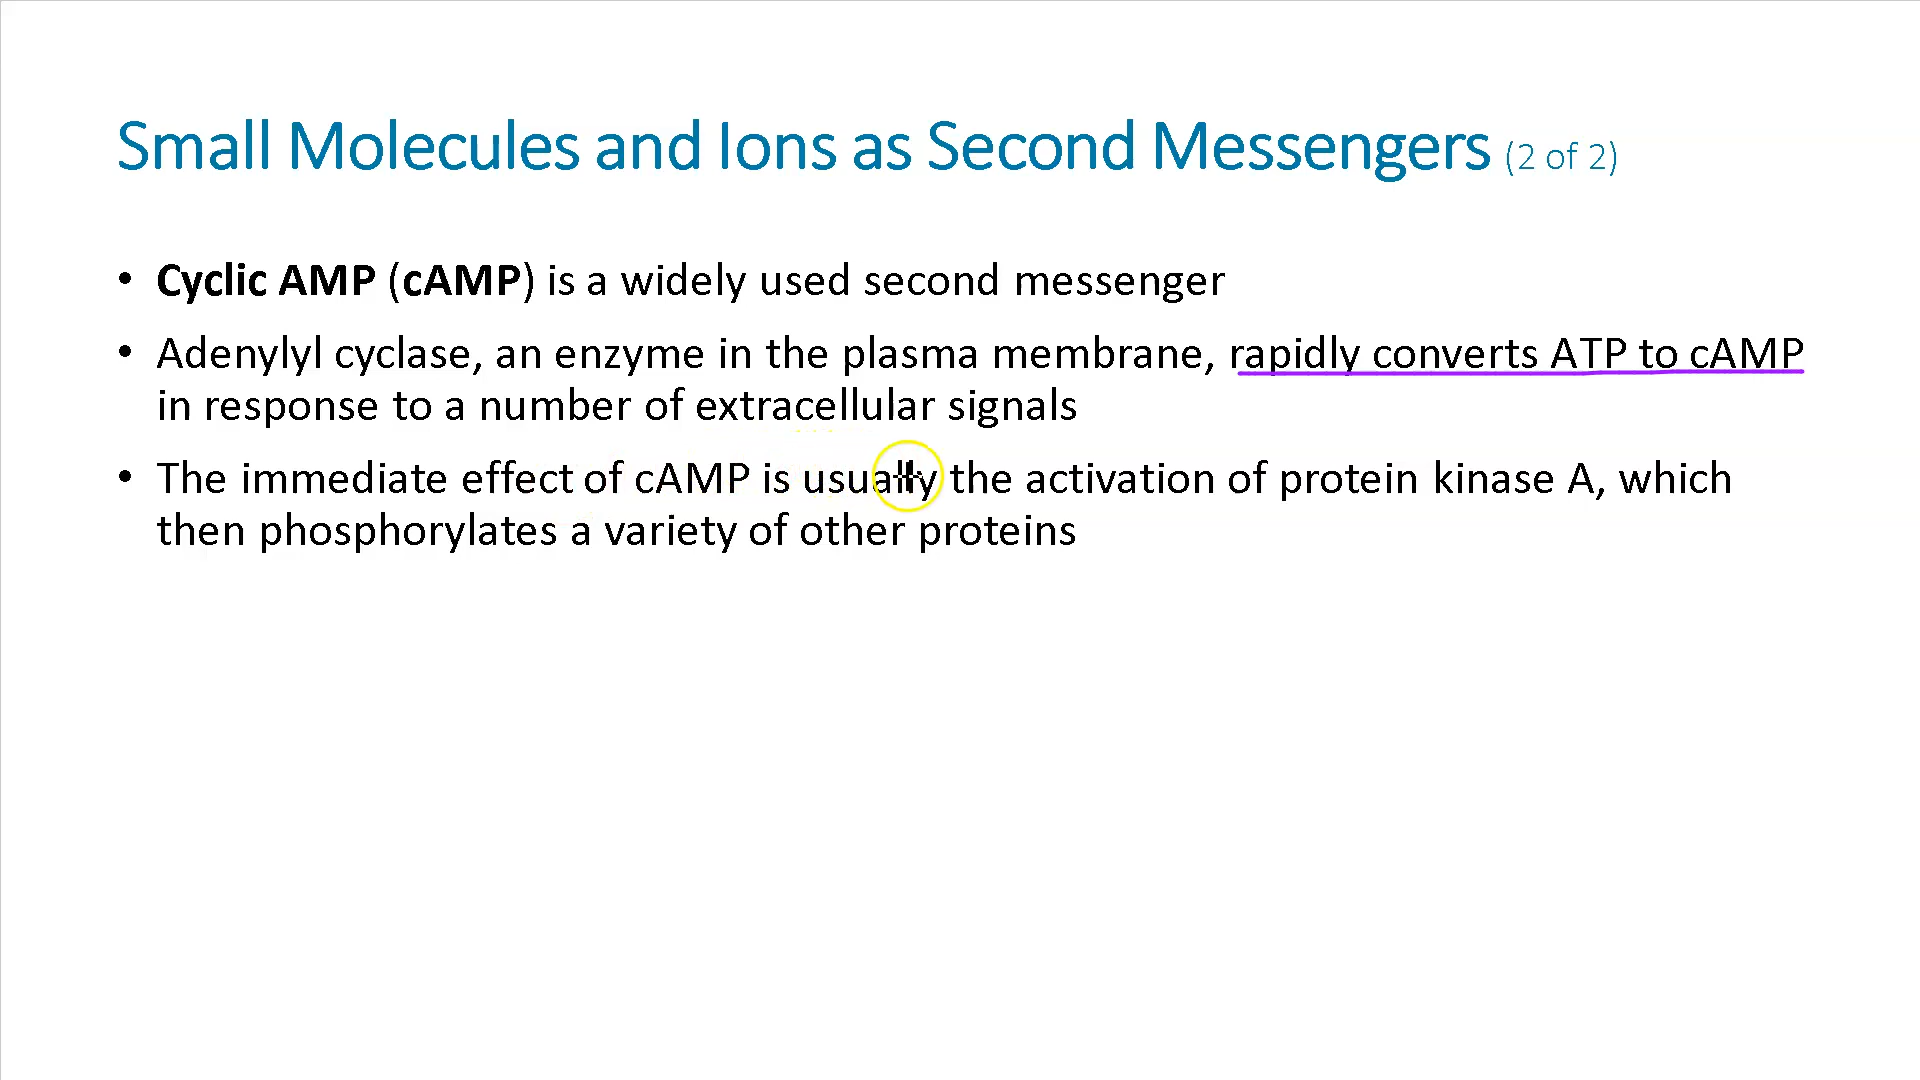 Small Molecules and Ions as Second Messengers (2 of 2)
• Cyclic AMP (cAMP) is a widely used second messenger
• Adenylyl cyclase, an enzyme in the plasma membrane, rapidly converts ATP to cAMP
in response to a number of extracellular signals
• The immediate effect of cAMP is usually the activation of protein kinase A, which
then phosphorylates a variety of other proteins